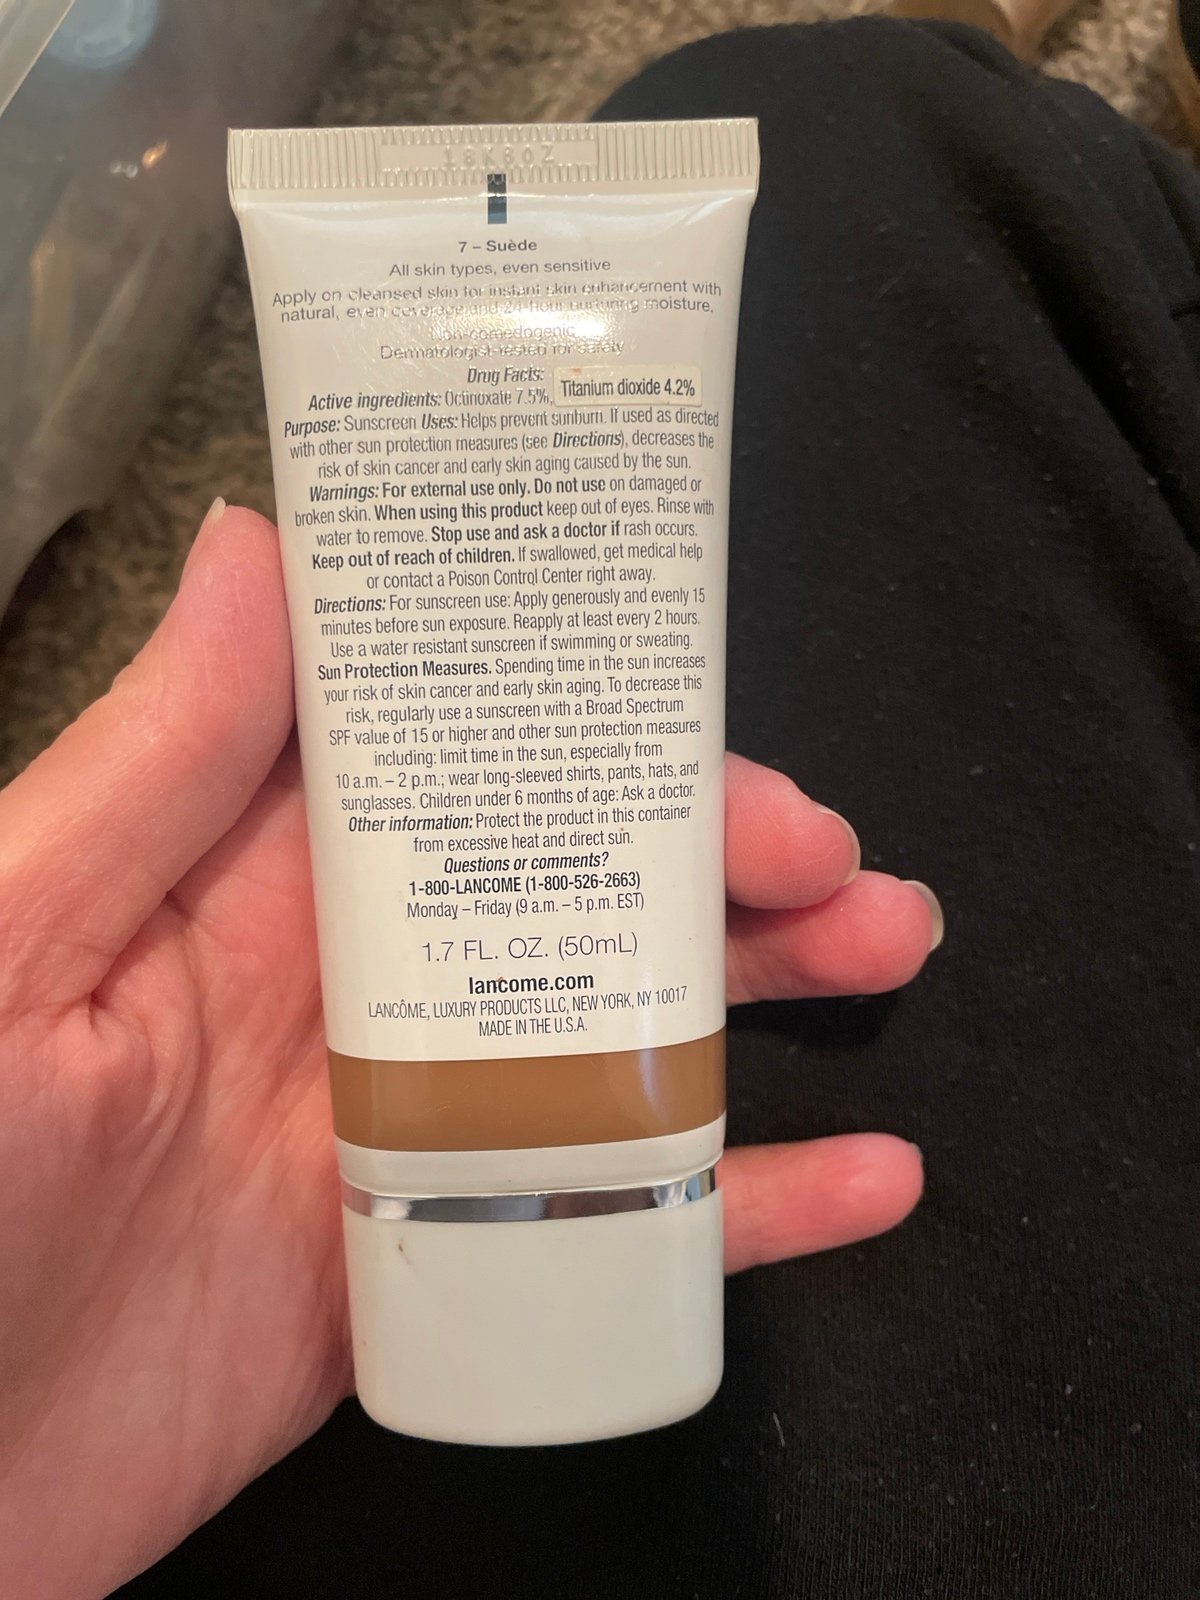 18K80Z
7 – Suède
All skin types, even sensitive
Apply on cleansed skin for instant skin enhancement with
natural, even coverage and 24-hour nurturing moisture.
Non-comedogenic
Dermatologist-tested for safety
Drug Facts:
Active ingredients: Octinoxate 7.5%, Titanium dioxide 4.2%
Purpose: Sunscreen Uses: Helps prevent sunburn. If used as directed
with other sun protection measures (see Directions), decreases the
risk of skin cancer and early skin aging caused by the sun.
Warnings: For external use only. Do not use on damaged or
broken skin. When using this product keep out of eyes. Rinse with
water to remove. Stop use and ask a doctor if rash occurs.
Keep out of reach of children. If swallowed, get medical help
or contact a Poison Control Center right away.
Directions: For sunscreen use: Apply generously and evenly 15
minutes before sun exposure. Reapply at least every 2 hours.
Use a water resistant sunscreen if swimming or sweating.
Sun Protection Measures. Spending time in the sun increases
your risk of skin cancer and early skin aging. To decrease this
risk, regularly use a sunscreen with a Broad Spectrum
SPF value of 15 or higher and other sun protection measures
including: limit time in the sun, especially from
10 a.m. – 2 p.m.; wear long-sleeved shirts, pants, hats, and
sunglasses. Children under 6 months of age: Ask a doctor.
Other information: Protect the product in this container
from excessive heat and direct sun.
Questions or comments?
1-800-LANCOME (1-800-526-2663)
Monday – Friday (9 a.m. – 5 p.m. EST)
1.7 FL. OZ. (50mL)
lancome.com
LANCÔME, LUXURY PRODUCTS LLC, NEW YORK, NY 10017
MADE IN THE U.S.A.